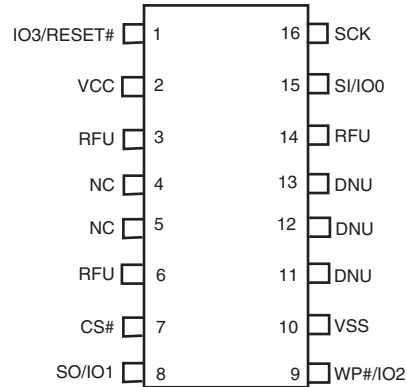 IO3/RESET# 1 16 SCK
VCC 2 15 SI/IO0
RFU 3 14 RFU
NC 4 13 DNU
NC 5 12 DNU
RFU 6 11 DNU
CS# 7 10 VSS
SO/IO1 8 9 WP#/IO2